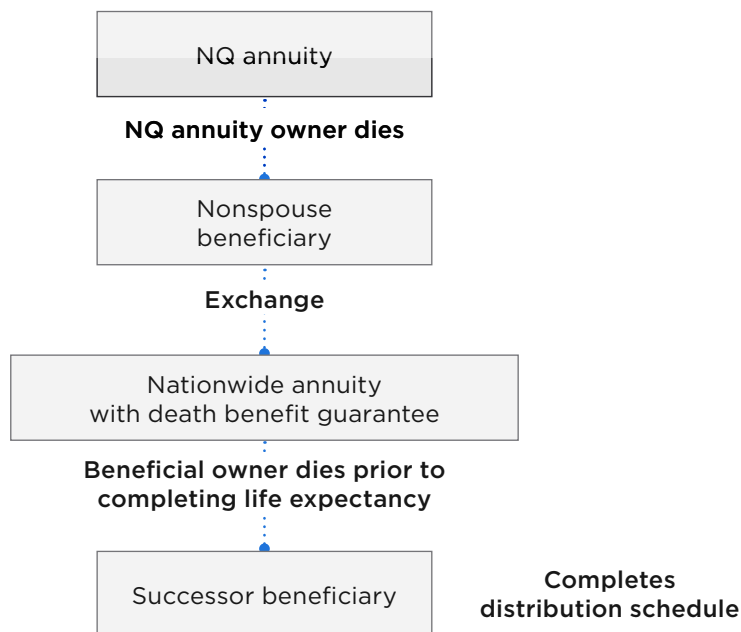 NQ annuity
NQ annuity owner dies
Nonspouse
beneficiary
Exchange
Nationwide annuity
with death benefit guarantee
Beneficial owner dies prior to
completing life expectancy
Successor beneficiary
Completes
distribution schedule